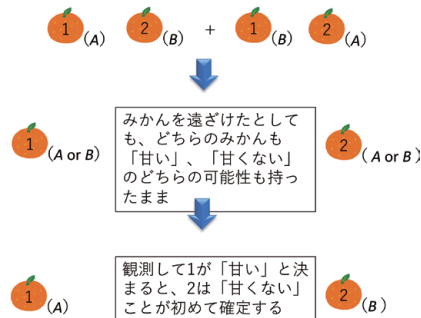 1 (A) 2 (B) + 1 (B) 2 (A)
1 (A or B)
みかんを遠ざけたとして
も、どちらのみかんも
「甘い」、「甘くない」
のどちらの可能性も持っ
たまま
2 (A or B)
1 (A)
観測して1が「甘い」と決
まると、2は「甘くない」
ことが初めて確定する
2 (B)